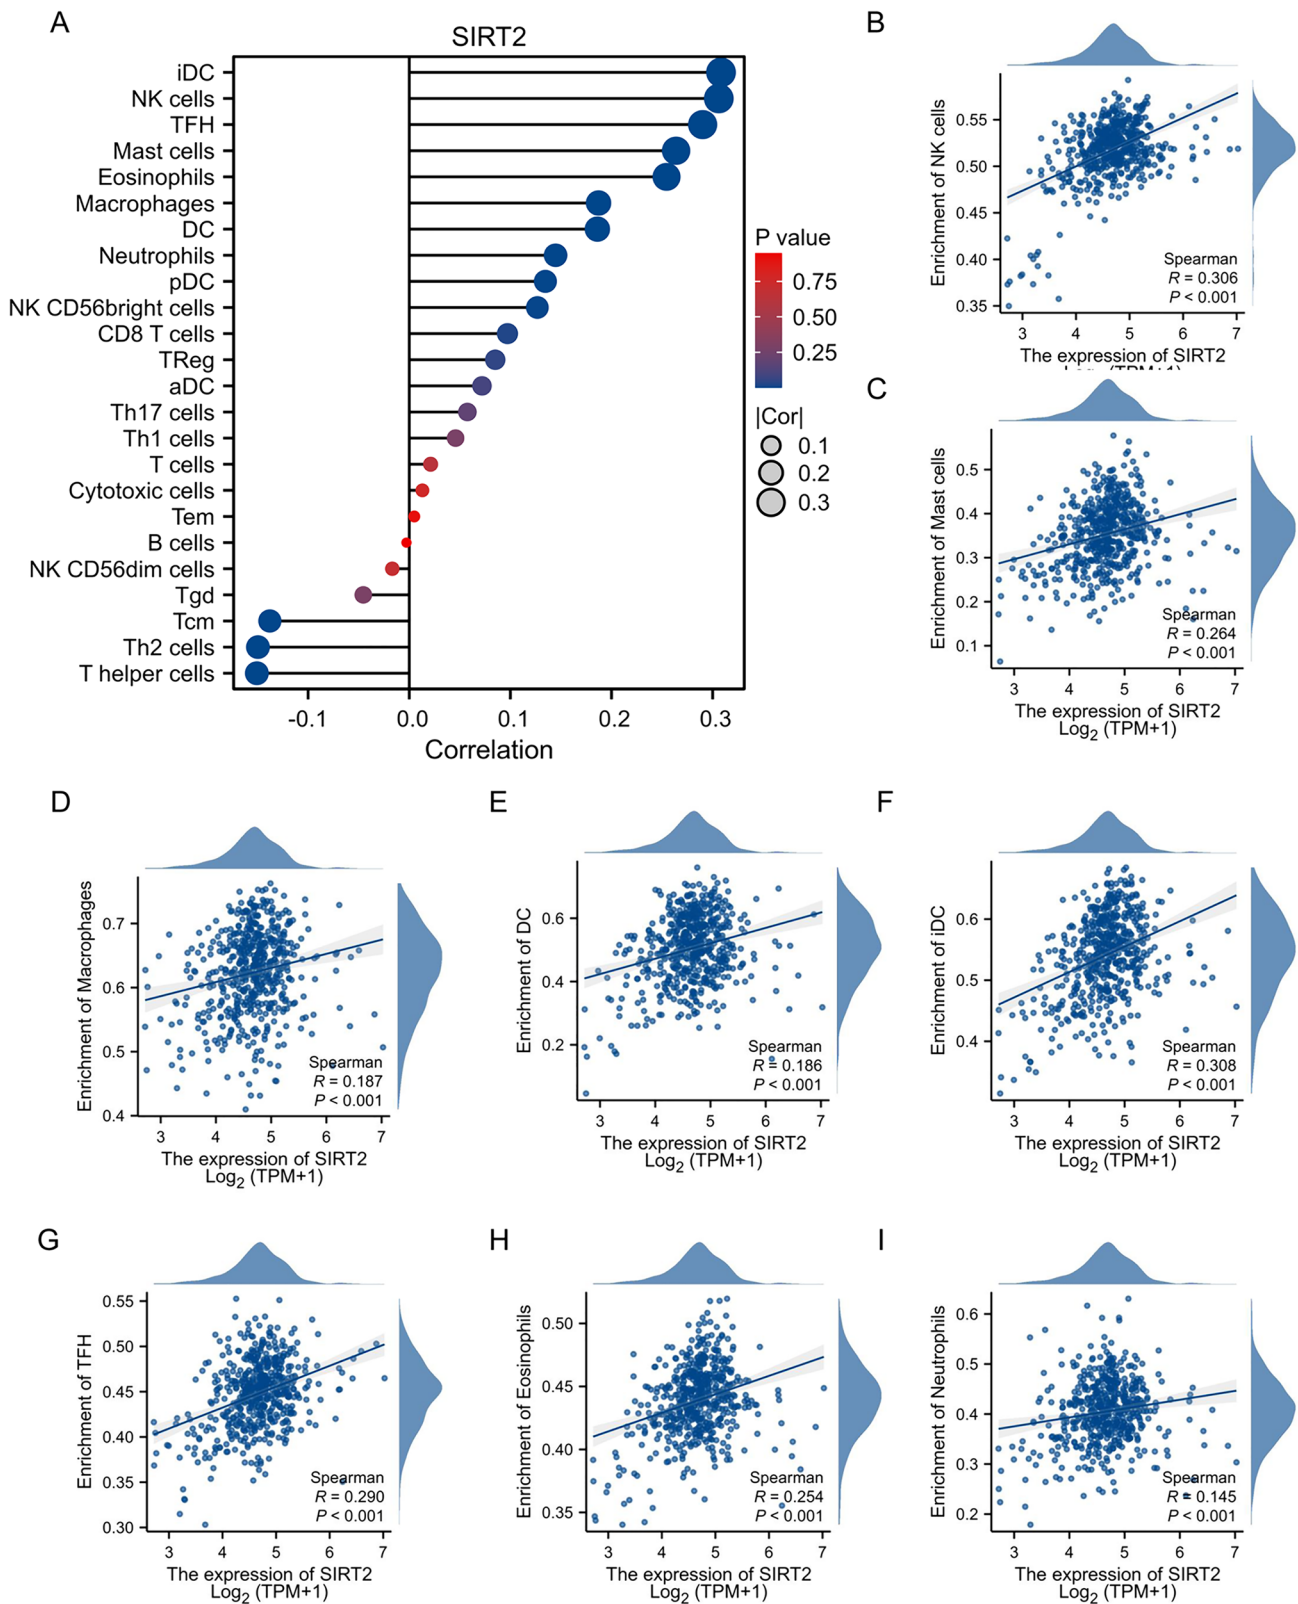 A
SIRT2
iDC
NK cells
TFH
Mast cells
Eosinophils
Macrophages
DC
Neutrophils
pDC
NK CD56bright cells
CD8 T cells
TReg
aDC
Th17 cells
Th1 cells
T cells
Cytotoxic cells
Tem
B cells
NK CD56dim cells
Tgd
Tcm
Th2 cells
T helper cells
-0.1 0.0 0.1 0.2 0.3
Correlation
P value
0.75
0.50
0.25
|Cor|
0.1
0.2
0.3
B
Enrichment of NK cells
0.55
0.50
0.45
0.40
0.35
Spearman
R = 0.306
P < 0.001
3 4 5 6 7
The expression of SIRT2
Log2 (TPM+1)
C
Enrichment of Mast cells
0.5
0.4
0.3
0.2
0.1
Spearman
R = 0.264
P < 0.001
3 4 5 6 7
The expression of SIRT2
Log2 (TPM+1)
D
Enrichment of Macrophages
0.7
0.6
0.5
0.4
Spearman
R = 0.187
P < 0.001
3 4 5 6 7
The expression of SIRT2
Log2 (TPM+1)
E
Enrichment of DC
0.6
0.4
0.2
Spearman
R = 0.186
P < 0.001
3 4 5 6 7
The expression of SIRT2
Log2 (TPM+1)
F
Enrichment of iDC
0.6
0.5
0.4
Spearman
R = 0.308
P < 0.001
3 4 5 6 7
The expression of SIRT2
Log2 (TPM+1)
G
Enrichment of TFH
0.55
0.50
0.45
0.40
0.35
0.30
Spearman
R = 0.290
P < 0.001
3 4 5 6 7
The expression of SIRT2
Log2 (TPM+1)
H
Enrichment of Eosinophils
0.50
0.45
0.40
0.35
Spearman
R = 0.254
P < 0.001
3 4 5 6 7
The expression of SIRT2
Log2 (TPM+1)
I
Enrichment of Neutrophils
0.6
0.5
0.4
0.3
0.2
Spearman
R = 0.145
P < 0.001
3 4 5 6 7
The expression of SIRT2
Log2 (TPM+1)